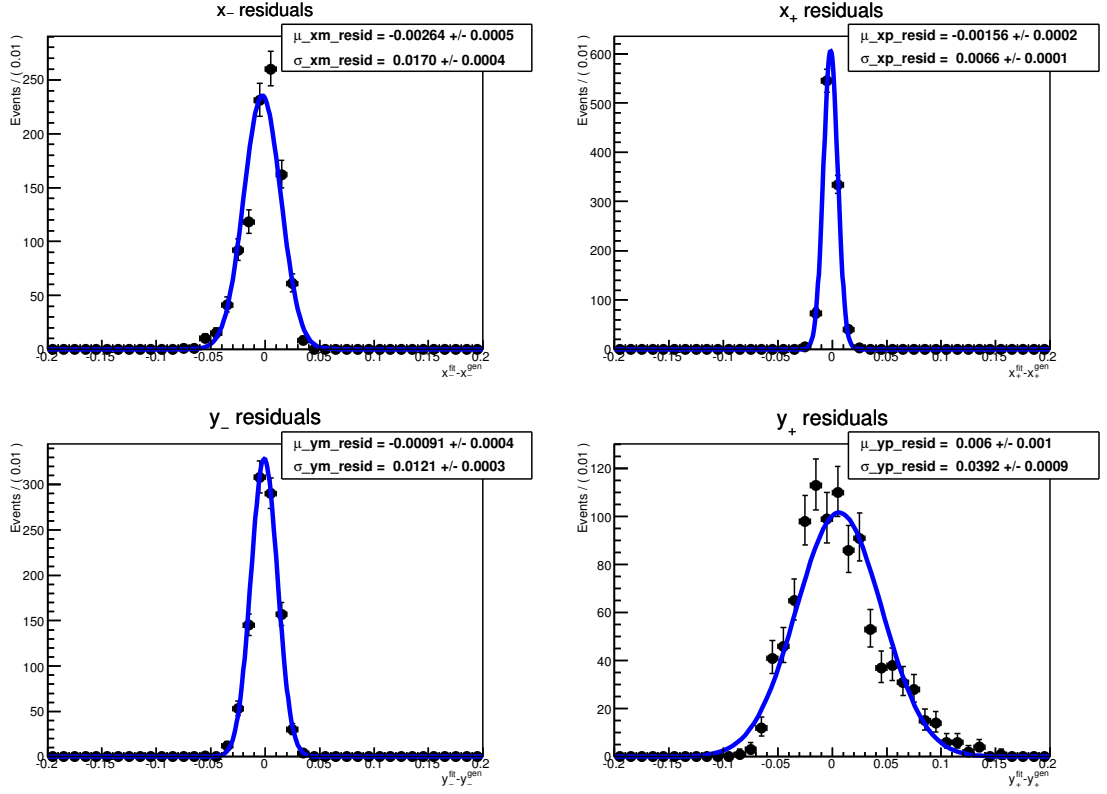 x− residuals
μ_xm_resid = -0.00264 +/- 0.0005
σ_xm_resid = 0.0170 +/- 0.0004
Events / ( 0.01 )
250
200
150
100
50
0
-0.2 -0.15 -0.1 -0.05 0 0.05 0.1 0.15 0.2
x−^fit-x−^gen
x+ residuals
μ_xp_resid = -0.00156 +/- 0.0002
σ_xp_resid = 0.0066 +/- 0.0001
Events / ( 0.01 )
600
500
400
300
200
100
0
-0.2 -0.15 -0.1 -0.05 0 0.05 0.1 0.15 0.2
x+^fit-x+^gen
y_ residuals
μ_ym_resid = -0.00091 +/- 0.0004
σ_ym_resid = 0.0121 +/- 0.0003
Events / ( 0.01 )
300
250
200
150
100
50
0
-0.2 -0.15 -0.1 -0.05 0 0.05 0.1 0.15 0.2
y−^fit-y−^gen
y+ residuals
μ_yp_resid = 0.006 +/- 0.001
σ_yp_resid = 0.0392 +/- 0.0009
Events / ( 0.01 )
120
100
80
60
40
20
0
-0.2 -0.15 -0.1 -0.05 0 0.05 0.1 0.15 0.2
y+^fit-y+^gen